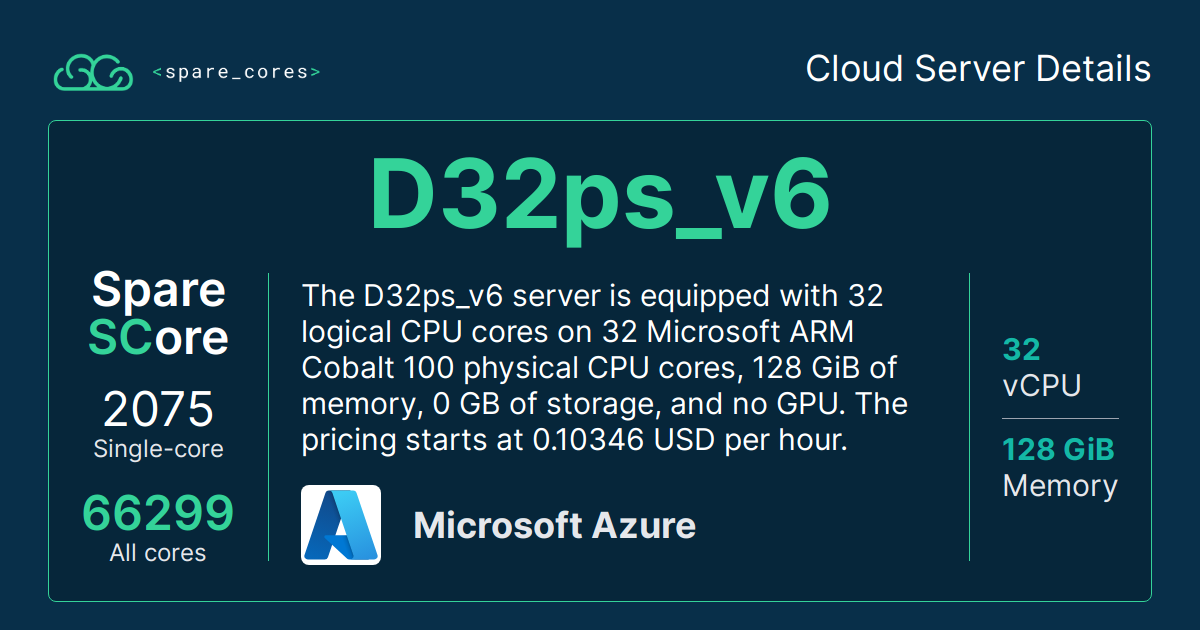 <spare_cores>
Cloud Server Details
D32ps_v6
Spare
SCore
2075
Single-core
66299
All cores
The D32ps_v6 server is equipped with 32
logical CPU cores on 32 Microsoft ARM
Cobalt 100 physical CPU cores, 128 GiB of
memory, 0 GB of storage, and no GPU. The
pricing starts at 0.10346 USD per hour.
Microsoft Azure
32
vCPU
128 GiB
Memory